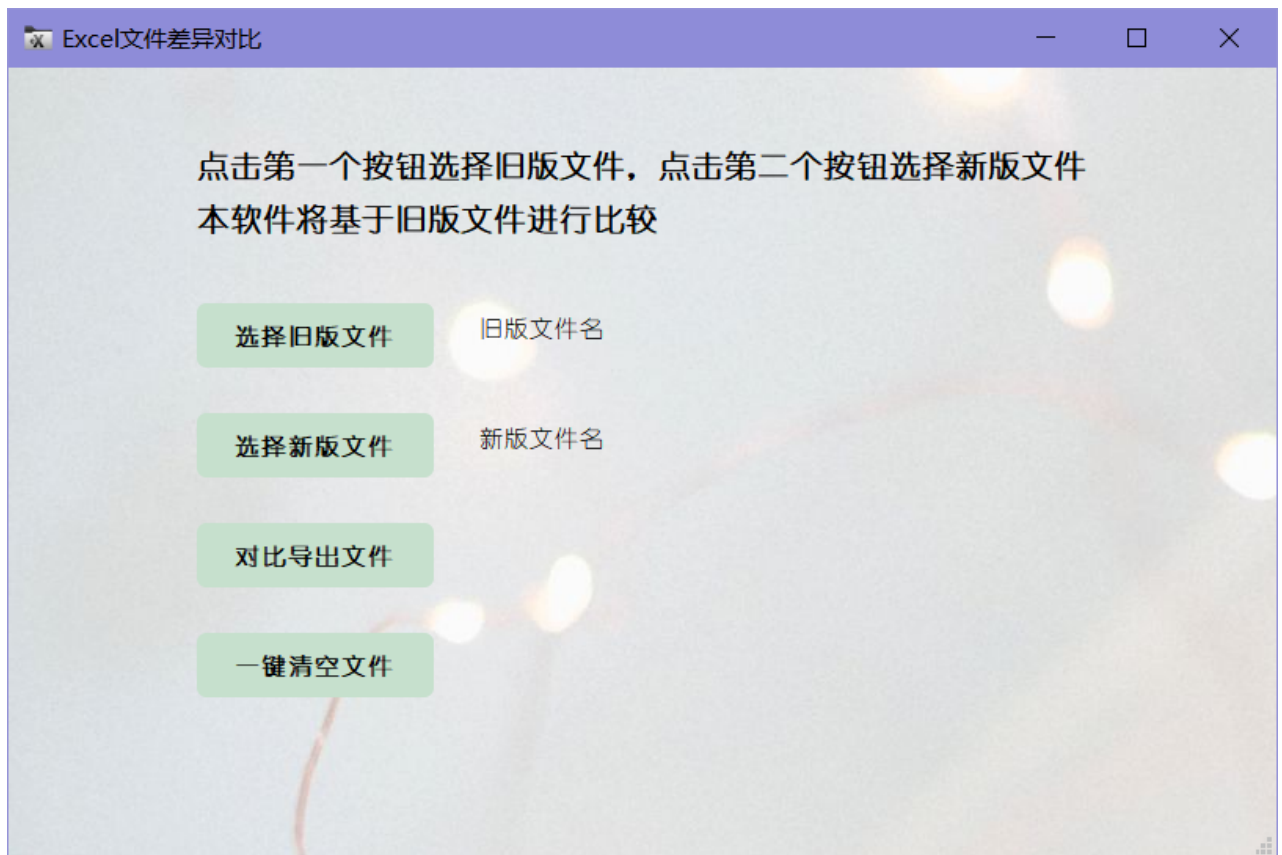 Excel文件差异对比
点击第一个按钮选择旧版文件，点击第二个按钮选择新版文件
本软件将基于旧版文件进行比较
选择旧版文件 旧版文件名
选择新版文件 新版文件名
对比导出文件
一键清空文件